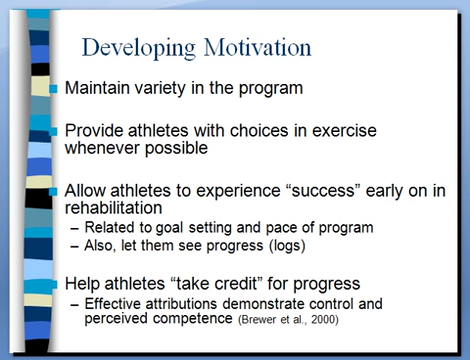 Developing Motivation
Maintain variety in the program
Provide athletes with choices in exercise
whenever possible
Allow athletes to experience “success” early on in
rehabilitation
– Related to goal setting and pace of program
– Also, let them see progress (logs)
Help athletes “take credit” for progress
– Effective attributions demonstrate control and
perceived competence (Brewer et al., 2000)